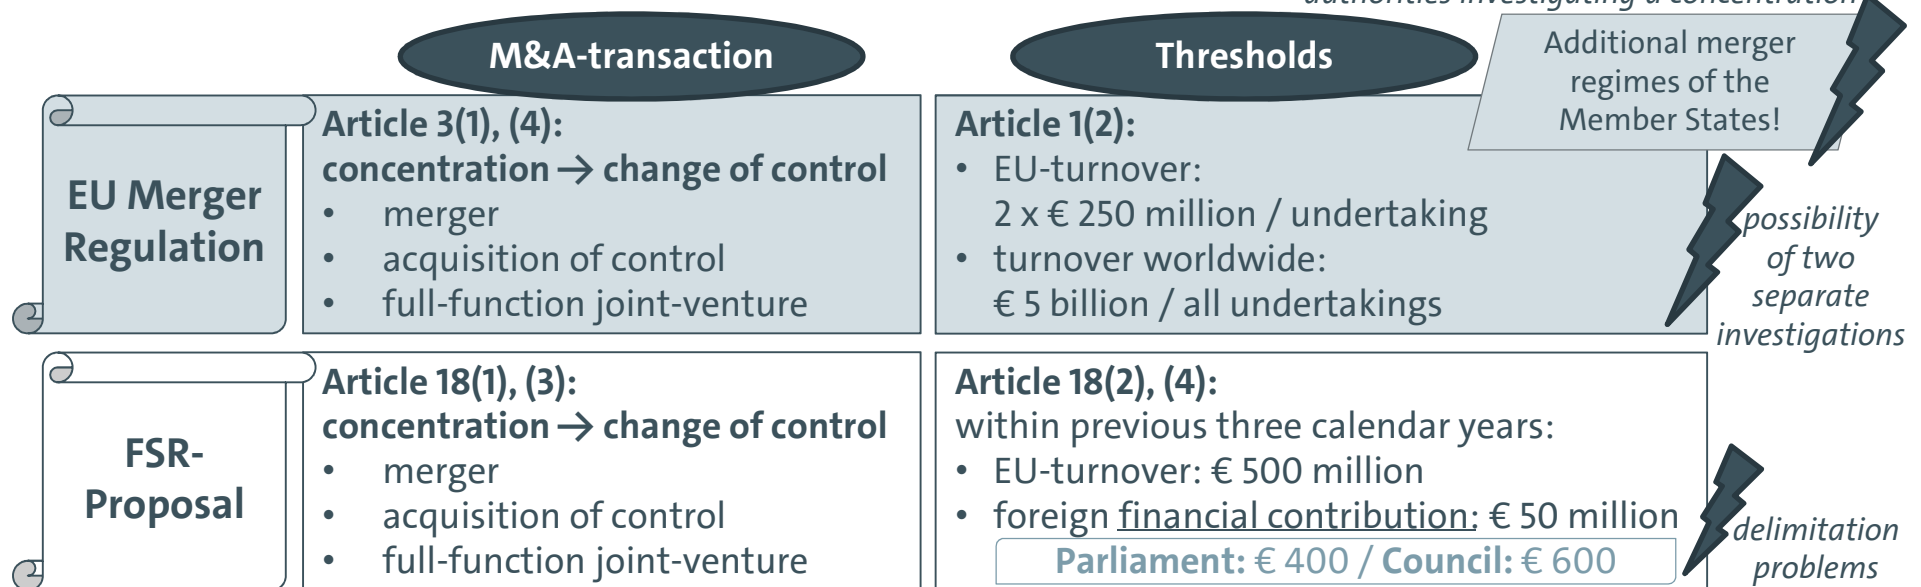 authorities investigating a concentration
M&A-transaction
Thresholds
Additional merger
regimes of the
Member States!
EU Merger
Regulation
Article 3(1), (4):
concentration → change of control
• merger
• acquisition of control
• full-function joint-venture
Article 1(2):
• EU-turnover:
2 x € 250 million / undertaking
• turnover worldwide:
€ 5 billion / all undertakings
possibility
of two
separate
investigations
FSR-
Proposal
Article 18(1), (3):
concentration → change of control
• merger
• acquisition of control
• full-function joint-venture
Article 18(2), (4):
within previous three calendar years:
• EU-turnover: € 500 million
• foreign financial contribution: € 50 million
Parliament: € 400 / Council: € 600
delimitation
problems